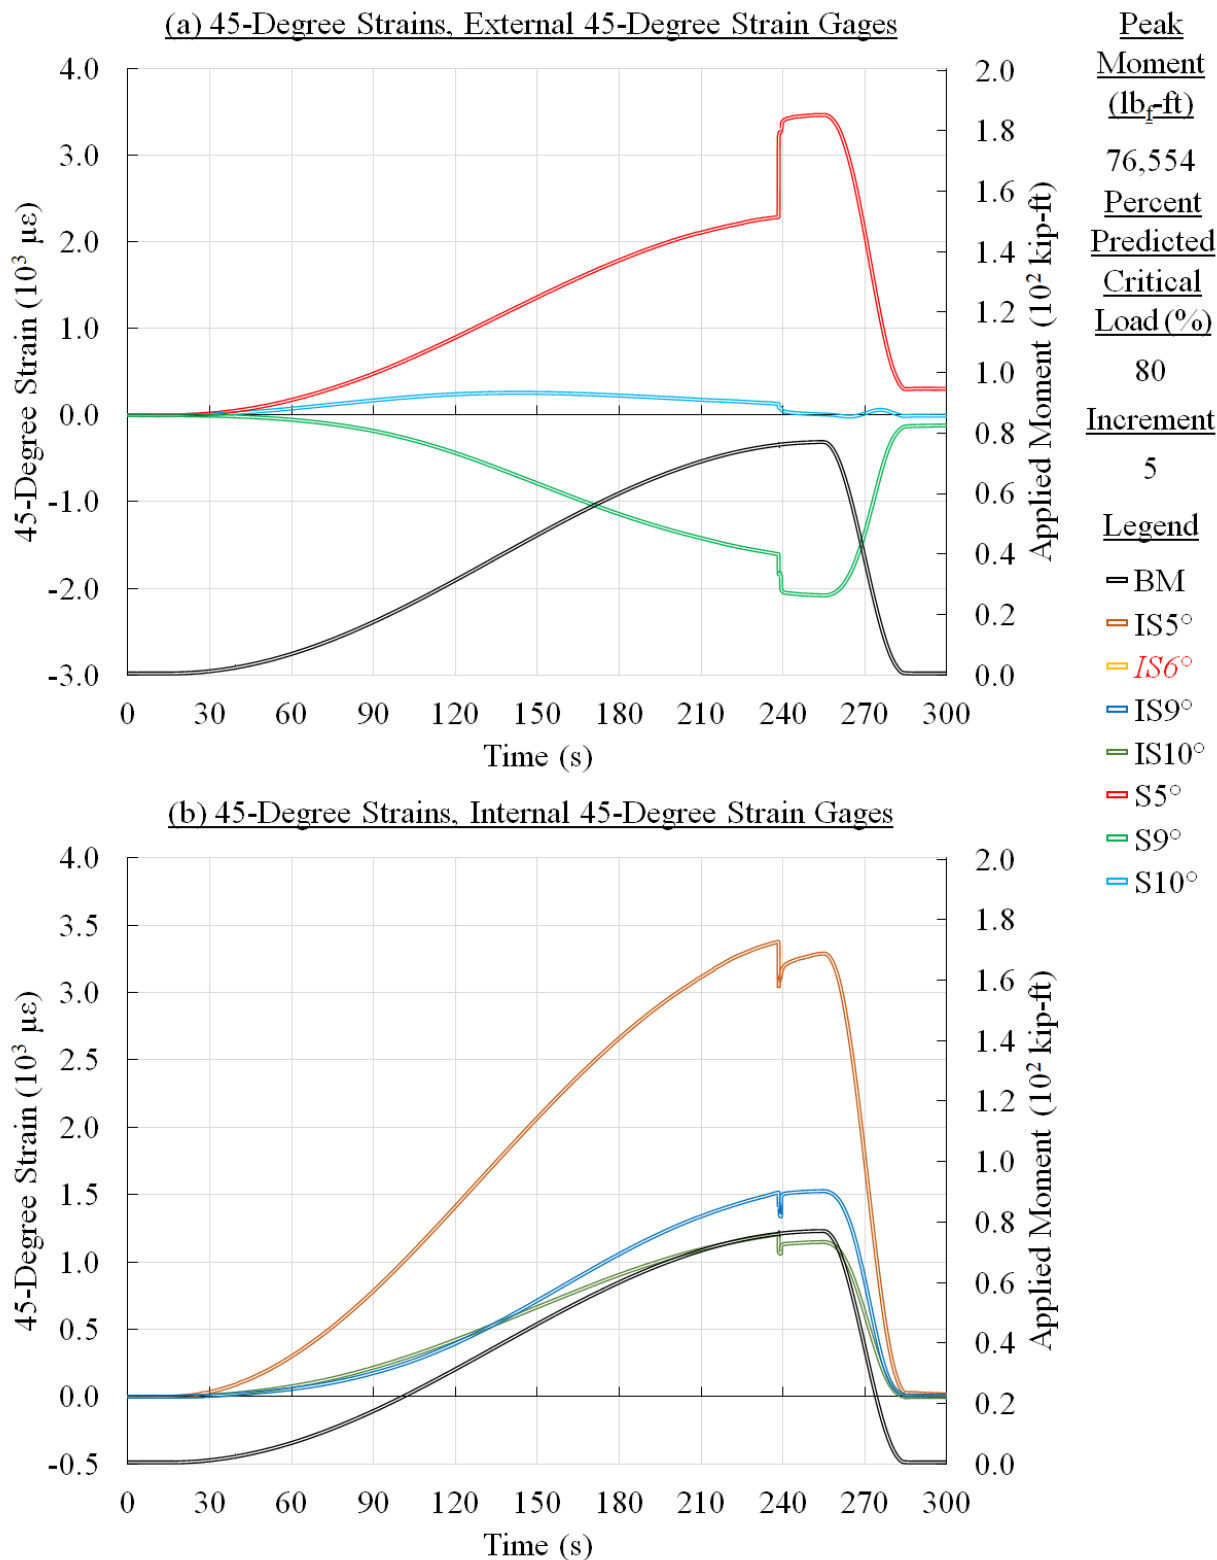 (a) 45-Degree Strains, External 45-Degree Strain Gages
4.0
3.0
2.0
1.0
0.0
-1.0
-2.0
-3.0
45-Degree Strain (10³ µε)
2.0
1.8
1.6
1.4
1.2
1.0
0.8
0.6
0.4
0.2
0.0
Applied Moment (10² kip-ft)
0 30 60 90 120 150 180 210 240 270 300
Time (s)
(b) 45-Degree Strains, Internal 45-Degree Strain Gages
4.0
3.5
3.0
2.5
2.0
1.5
1.0
0.5
0.0
-0.5
45-Degree Strain (10³ µε)
2.0
1.8
1.6
1.4
1.2
1.0
0.8
0.6
0.4
0.2
0.0
Applied Moment (10² kip-ft)
0 30 60 90 120 150 180 210 240 270 300
Time (s)
Peak
Moment
(lb_f-ft)
76,554
Percent
Predicted
Critical
Load (%)
80
Increment
5
Legend
BM
IS5°
IS6°
IS9°
IS10°
S5°
S9°
S10°